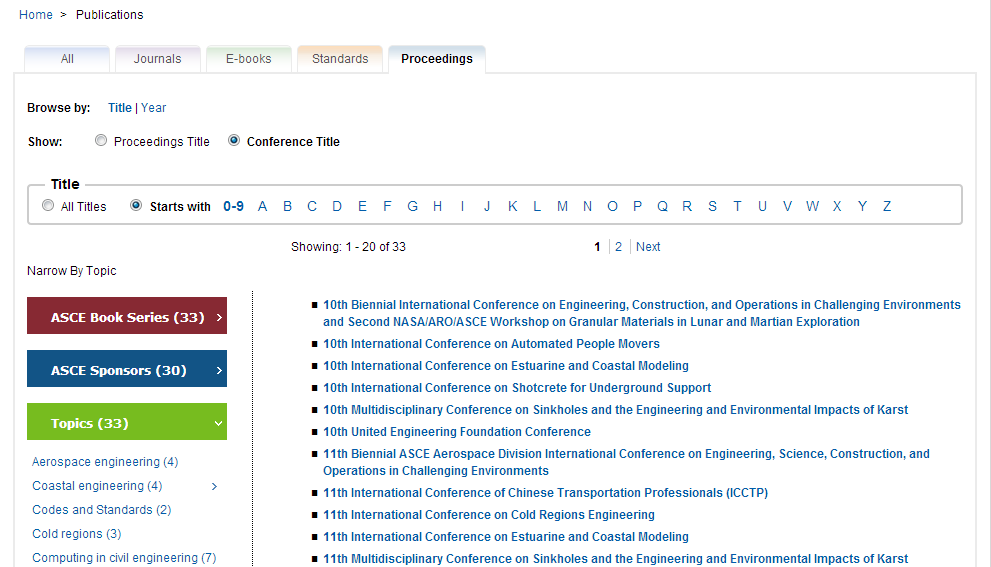 Home > Publications
All Journals E-books Standards Proceedings
Browse by: Title | Year
Show: Proceedings Title Conference Title
Title
All Titles Starts with 0-9 A B C D E F G H I J K L M N O P Q R S T U V W X Y Z
Showing: 1 - 20 of 33 1 2 Next
Narrow By Topic
ASCE Book Series (33) >
ASCE Sponsors (30) >
Topics (33)
Aerospace engineering (4)
Coastal engineering (4) >
Codes and Standards (2)
Cold regions (3)
Computing in civil engineering (7)
10th Biennial International Conference on Engineering, Construction, and Operations in Challenging Environments
and Second NASA/ARO/ASCE Workshop on Granular Materials in Lunar and Martian Exploration
10th International Conference on Automated People Movers
10th International Conference on Estuarine and Coastal Modeling
10th International Conference on Shotcrete for Underground Support
10th Multidisciplinary Conference on Sinkholes and the Engineering and Environmental Impacts of Karst
10th United Engineering Foundation Conference
11th Biennial ASCE Aerospace Division International Conference on Engineering, Science, Construction, and
Operations in Challenging Environments
11th International Conference of Chinese Transportation Professionals (ICCTP)
11th International Conference on Cold Regions Engineering
11th International Conference on Estuarine and Coastal Modeling
11th Multidisciplinary Conference on Sinkholes and the Engineering and Environmental Impacts of Karst